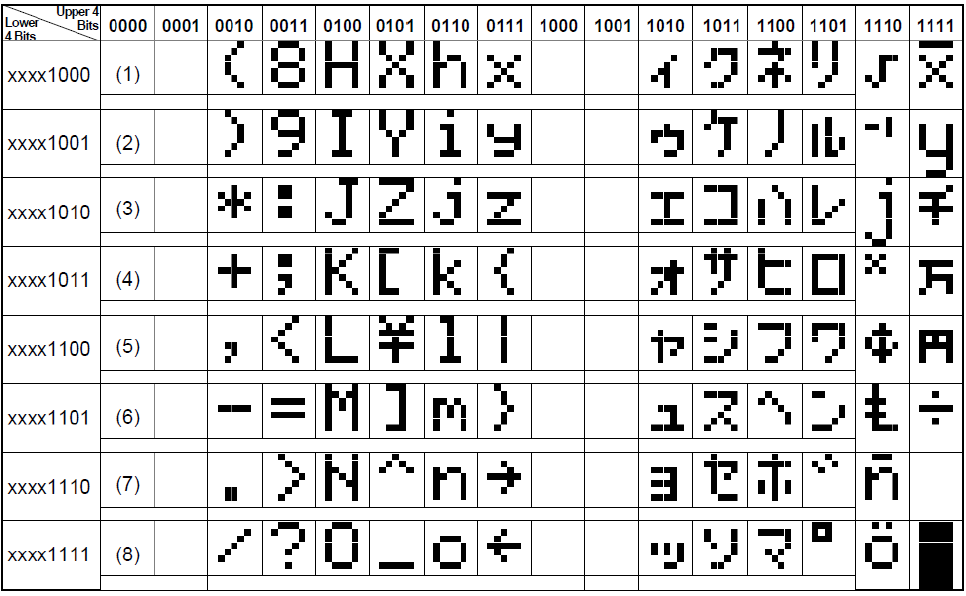 Upper 4 Bits
Lower 4 Bits
0000 0001 0010 0011 0100 0101 0110 0111 1000 1001 1010 1011 1100 1101 1110 1111
xxxx1000 (1) ( 8 H X h x ィ ク ネ リ √ x̄
xxxx1001 (2) ) 9 I Y i y ゥ ケ ノ ル ⁻¹ y
xxxx1010 (3) * : J Z j z ェ コ ハ レ j 千
xxxx1011 (4) + ; K [ k { ォ サ ヒ ロ ˣ 万
xxxx1100 (5) , < L ¥ l | ャ シ フ ワ ¢ 円
xxxx1101 (6) - = M ] m } ュ ス ヘ ン £ ÷
xxxx1110 (7) . > N ^ n → ョ セ ホ ゛ ñ
xxxx1111 (8) / ? O _ o ← ッ ソ マ ゜ ö █